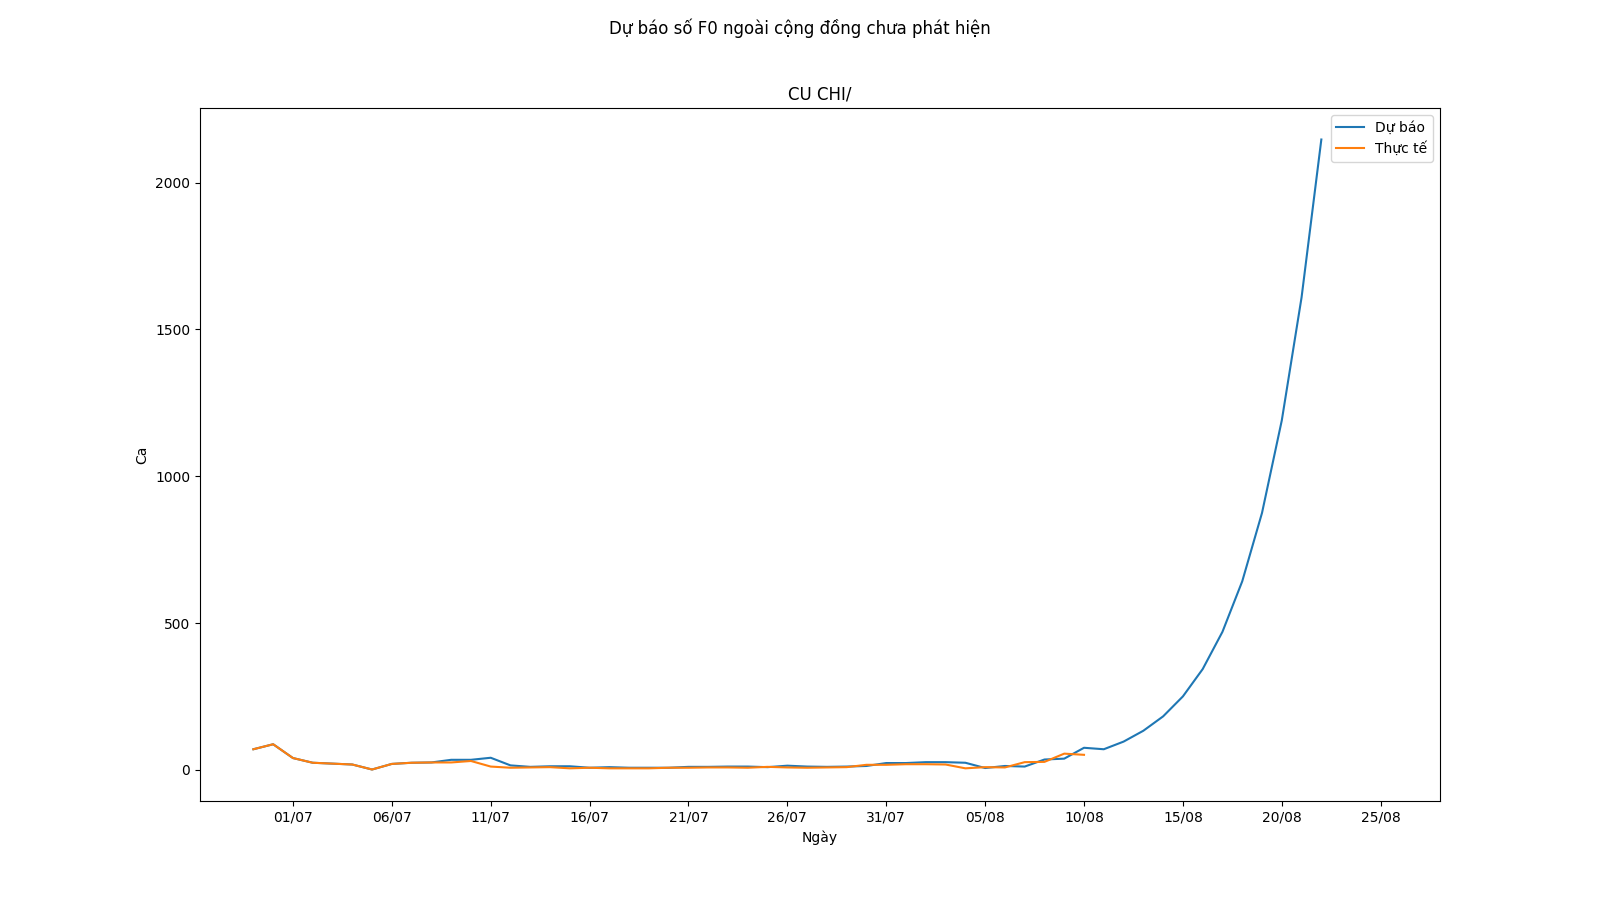 Dự báo số F0 ngoài cộng đồng chưa phát hiện
CU CHI/
Dự báo
Thực tế
2000
1500
1000
500
0
Ca
01/07 06/07 11/07 16/07 21/07 26/07 31/07 05/08 10/08 15/08 20/08 25/08
Ngày